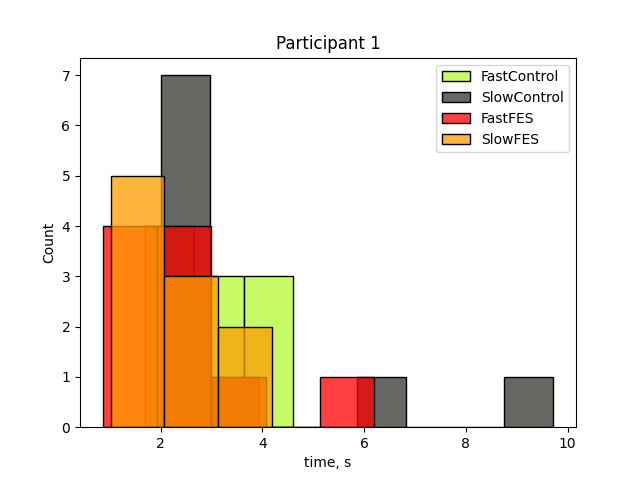 Participant 1
FastControl
SlowControl
FastFES
SlowFES
7
6
5
4
3
2
1
0
Count
2 4 6 8 10
time, s